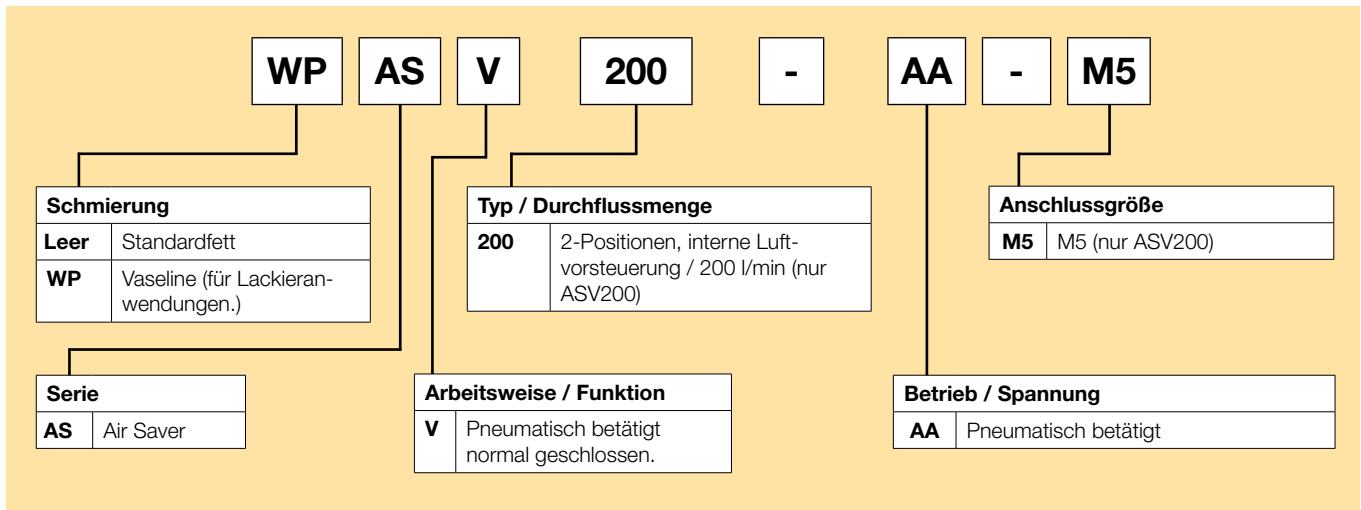 WP AS V 200 - AA - M5
Schmierung
Leer Standardfett
WP Vaseline (für Lackieran-
wendungen.)
Typ / Durchflussmenge
200 2-Positionen, interne Luft-
vorsteuerung / 200 l/min (nur
ASV200)
Anschlussgröße
M5 M5 (nur ASV200)
Serie
AS Air Saver
Arbeitsweise / Funktion
V Pneumatisch betätigt
normal geschlossen.
Betrieb / Spannung
AA Pneumatisch betätigt